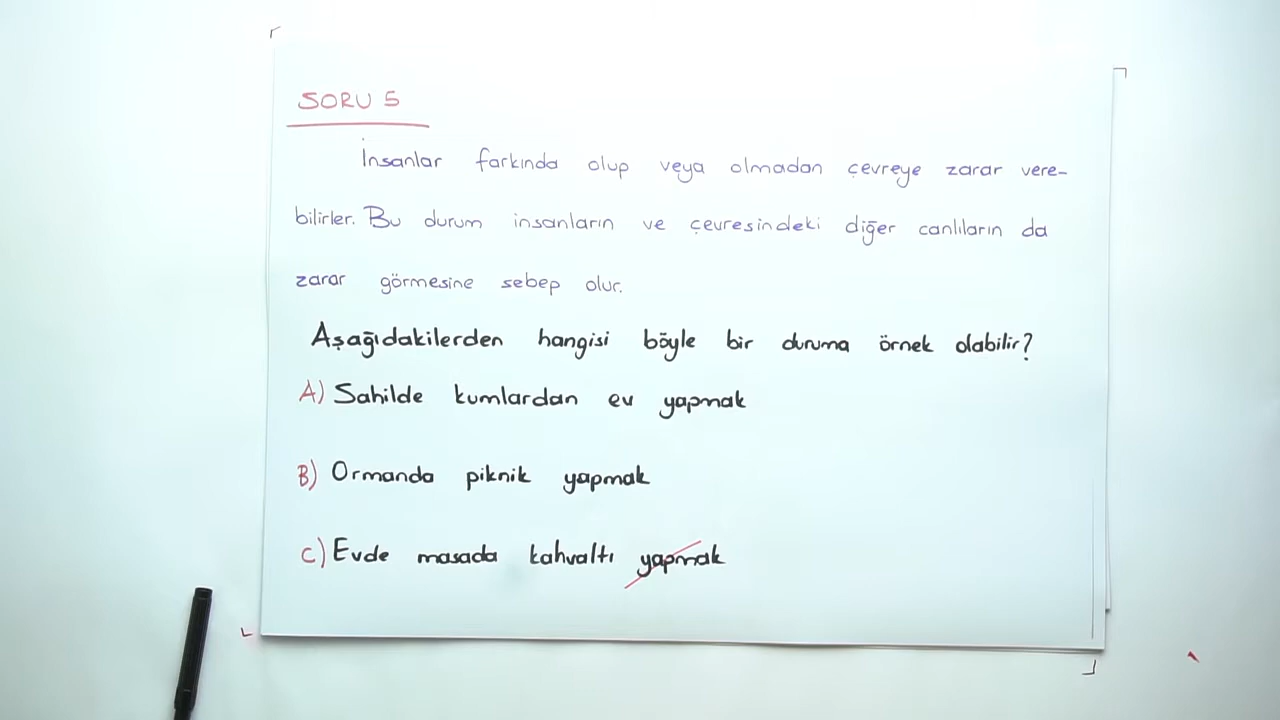 SORU 5
İnsanlar farkında olup veya olmadan çevreye zarar vere-
bilirler. Bu durum insanların ve çevresindeki diğer canlıların da
zarar görmesine sebep olur.
Aşağıdakilerden hangisi böyle bir duruma örnek olabilir?
A) Sahilde kumlardan ev yapmak
B) Ormanda piknik yapmak
C) Evde masada kahvaltı yapmak